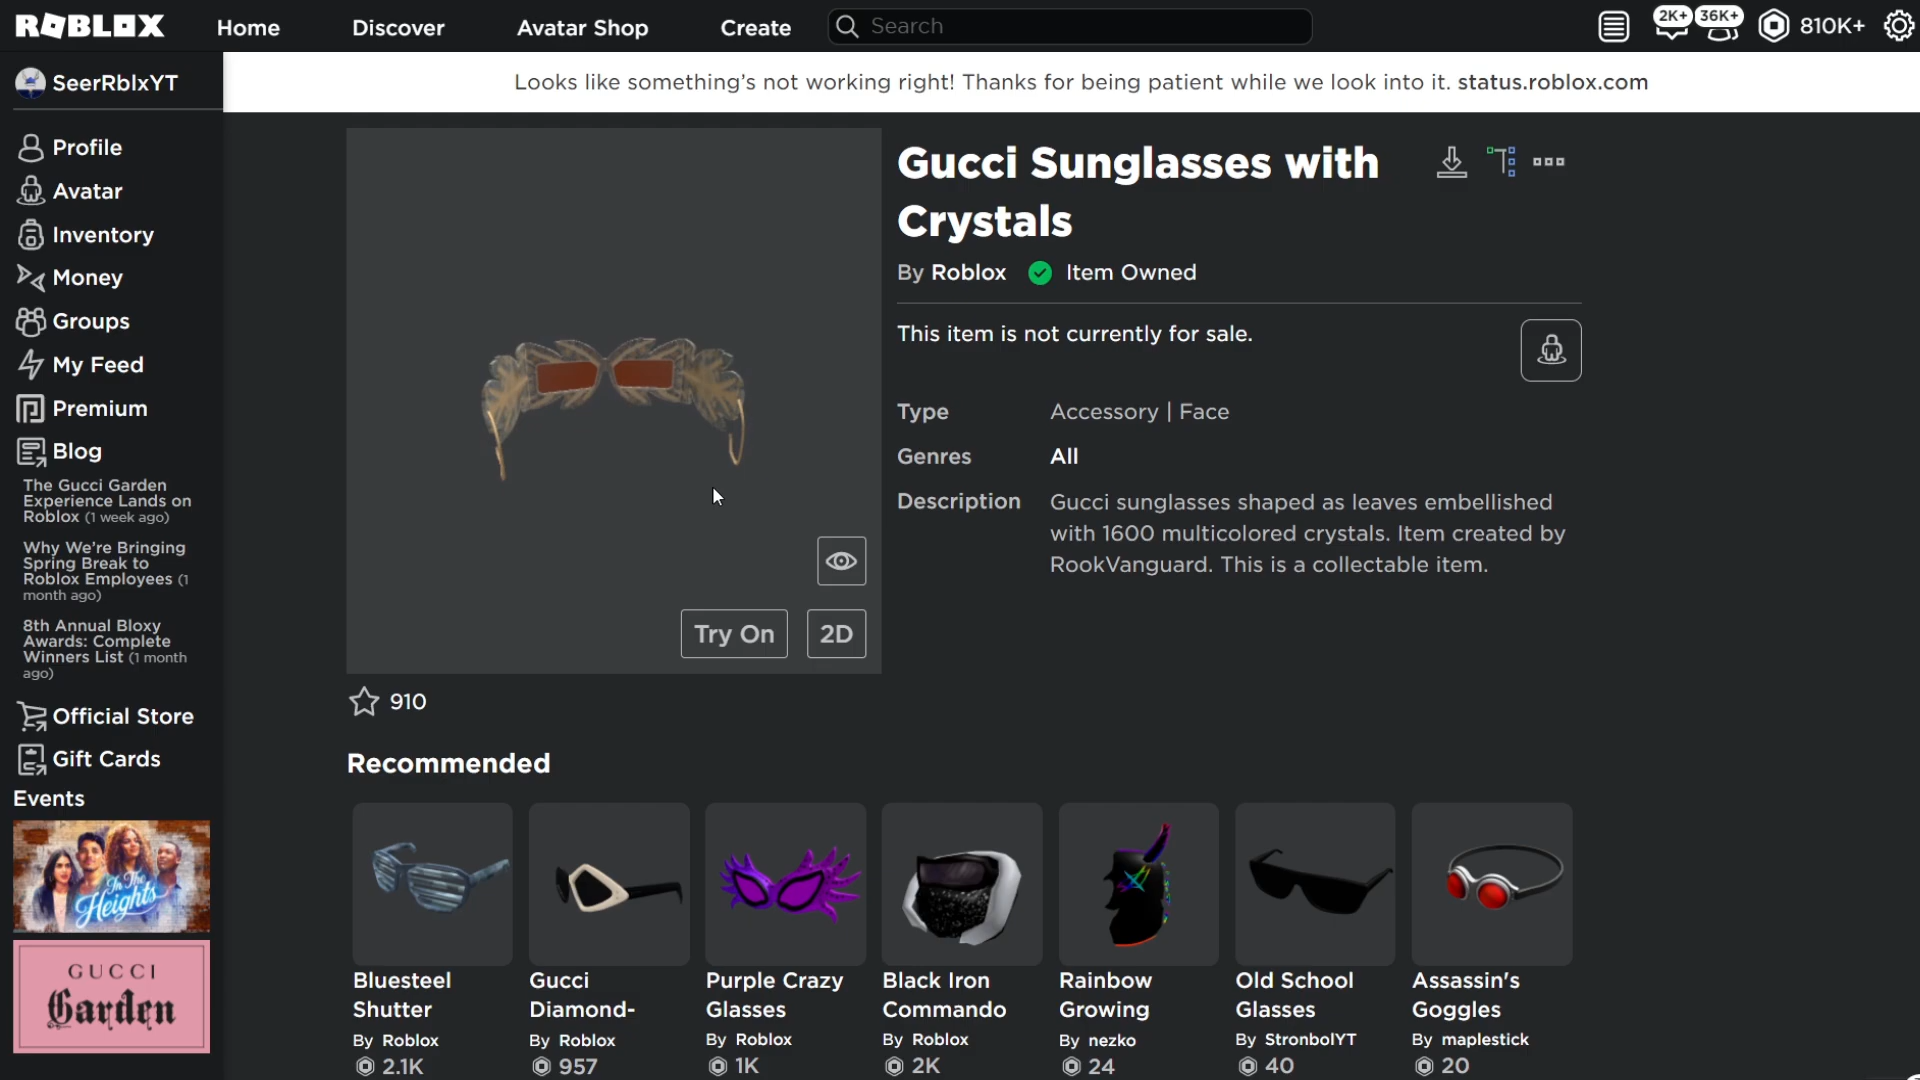 ROBLOX
Home
Discover
Avatar Shop
Create
Search
2K+
36K+
810K+
SeerRblxYT
Looks like something’s not working right! Thanks for being patient while we look into it. status.roblox.com
Profile
Avatar
Inventory
Money
Groups
My Feed
Premium
Blog
The Gucci Garden
Experience Lands on
Roblox (1 week ago)
Why We’re Bringing
Spring Break to
Roblox Employees (1
month ago)
8th Annual Bloxy
Awards: Complete
Winners List (1 month
ago)
Official Store
Gift Cards
Events
In The
Heights
GUCCI
Garden
Try On
2D
910
Gucci Sunglasses with
Crystals
By Roblox
Item Owned
This item is not currently for sale.
Type
Accessory | Face
Genres
All
Description
Gucci sunglasses shaped as leaves embellished
with 1600 multicolored crystals. Item created by
RookVanguard. This is a collectable item.
Recommended
Bluesteel
Shutter
By Roblox
2.1K
Gucci
Diamond-
By Roblox
957
Purple Crazy
Glasses
By Roblox
1K
Black Iron
Commando
By Roblox
2K
Rainbow
Growing
By nezko
24
Old School
Glasses
By StronbolYT
40
Assassin's
Goggles
By maplestick
20